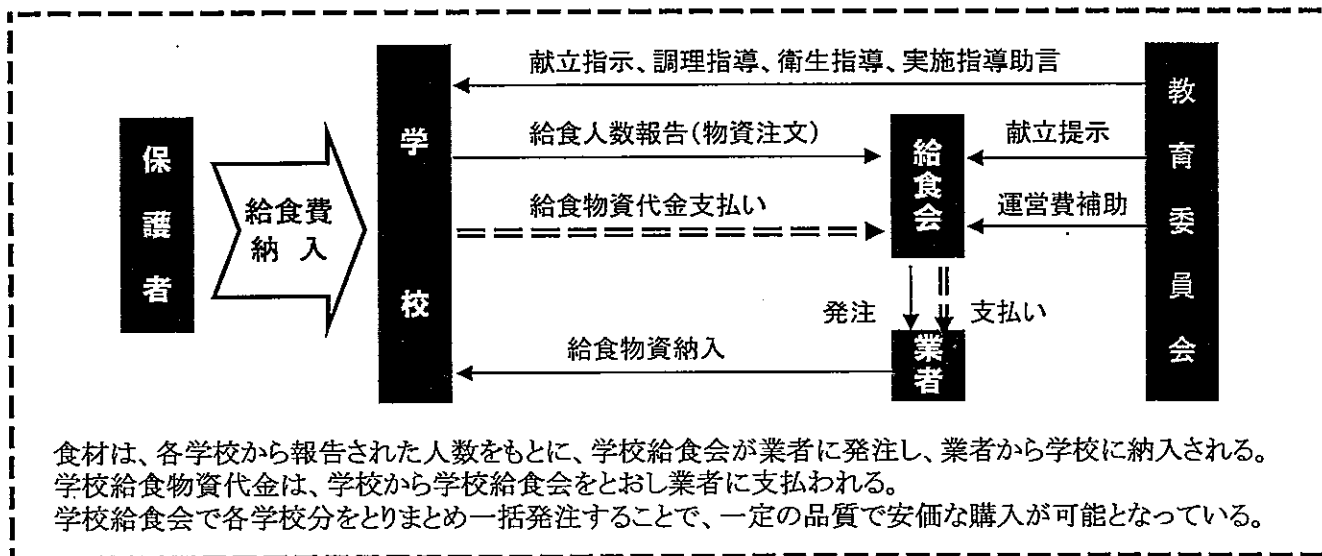 献立指示、調理指導、衛生指導、実施指導助言
保護者
給食費
納入
学校
給食人数報告(物資注文)
給食会
献立提示
教育委員会
給食物資代金支払い
運営費補助
発注
支払い
給食物資納入
業者
食材は、各学校から報告された人数をもとに、学校給食会が業者に発注し、業者から学校に納入される。
学校給食物資代金は、学校から学校給食会をとおし業者に支払われる。
学校給食会で各学校分をとりまとめ一括発注することで、一定の品質で安価な購入が可能となっている。